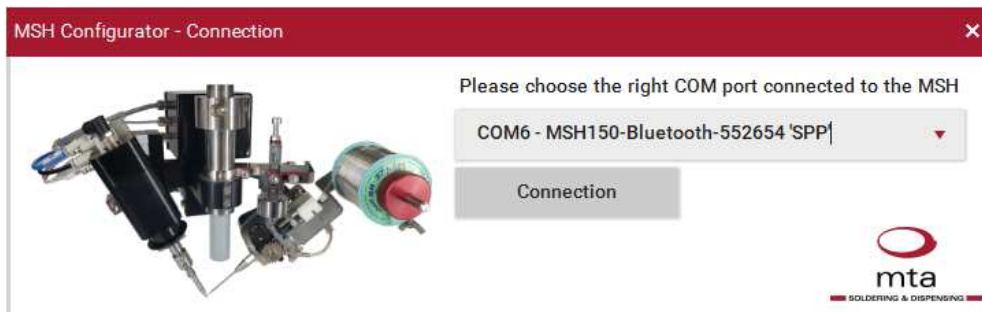 MSH Configurator - Connection
Please choose the right COM port connected to the MSH
COM6 - MSH150-Bluetooth-552654 'SPP'
Connection
mta
SOLDERING & DISPENSING